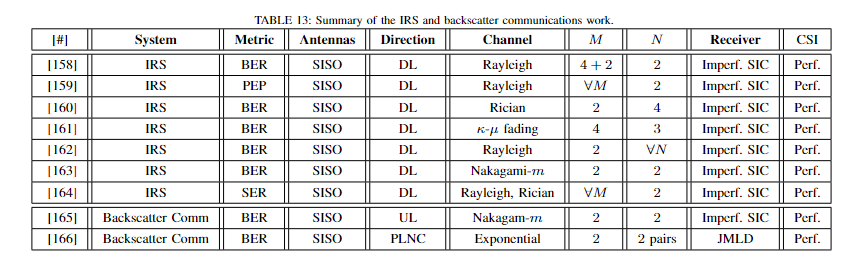 TABLE 13: Summary of the IRS and backscatter communications work.
[#] System Metric Antennas Direction Channel M N Receiver CSI
[158] IRS BER SISO DL Rayleigh 4 + 2 2 Imperf. SIC Perf.
[159] IRS PEP SISO DL Rayleigh ∀M 2 Imperf. SIC Perf.
[160] IRS BER SISO DL Rician 2 4 Imperf. SIC Perf.
[161] IRS BER SISO DL κ-μ fading 4 3 Imperf. SIC Perf.
[162] IRS BER SISO DL Rayleigh 2 ∀N Imperf. SIC Perf.
[163] IRS BER SISO DL Nakagami-m 2 2 Imperf. SIC Perf.
[164] IRS SER SISO DL Rayleigh, Rician ∀M 2 Imperf. SIC Perf.
[165] Backscatter Comm BER SISO UL Nakagam-m 2 2 Imperf. SIC Perf.
[166] Backscatter Comm BER SISO PLNC Exponential 2 2 pairs JMLD Perf.